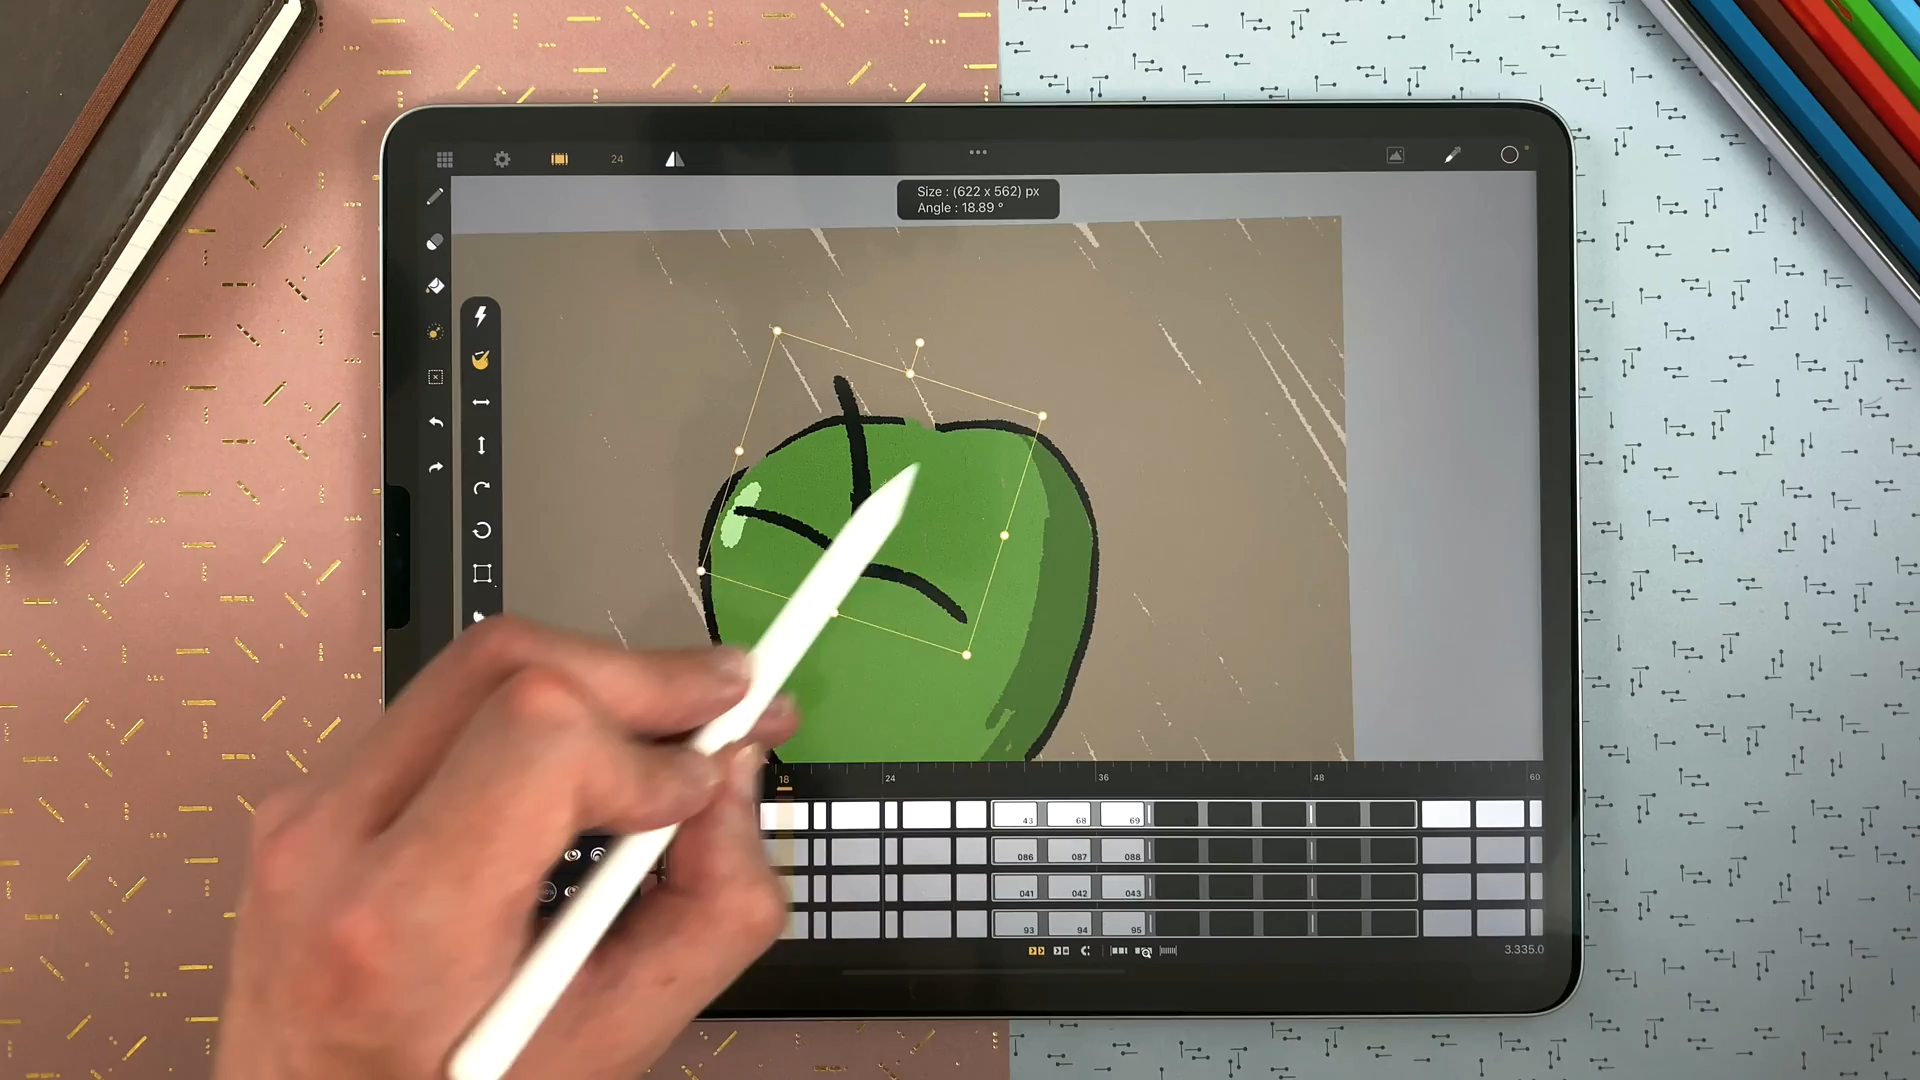 24
Size : (622 x 562) px
Angle : 18.89 °
18 24 36 48 60
43 68 69
086 087 088
041 042 043
93 94 95
3.335.0